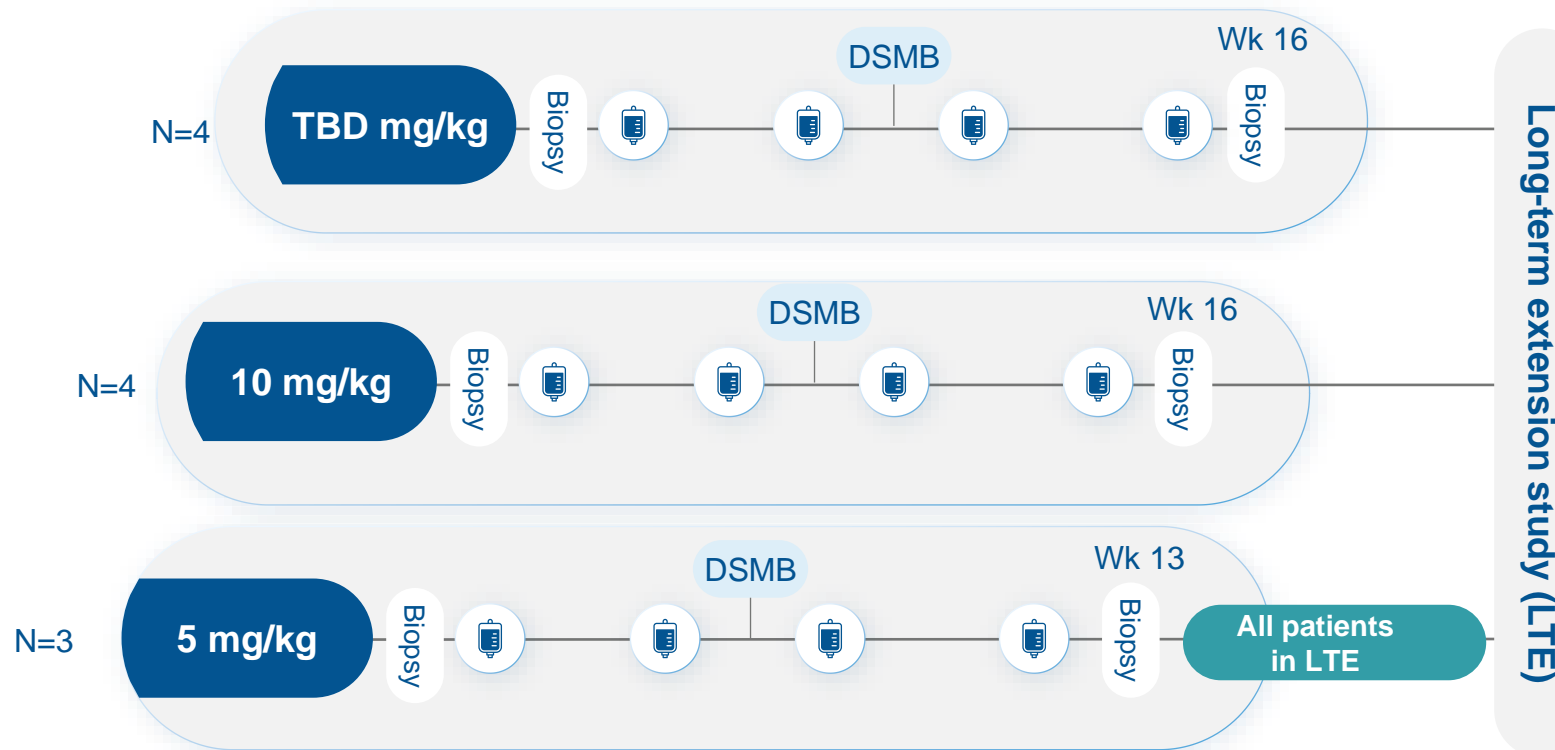 Wk 16
DSMB
N=4
TBD mg/kg
Biopsy
Biopsy
Wk 16
DSMB
N=4
10 mg/kg
Biopsy
Biopsy
Wk 13
DSMB
N=3
5 mg/kg
Biopsy
Biopsy
All patients
in LTE
Long-term extension study (LTE)